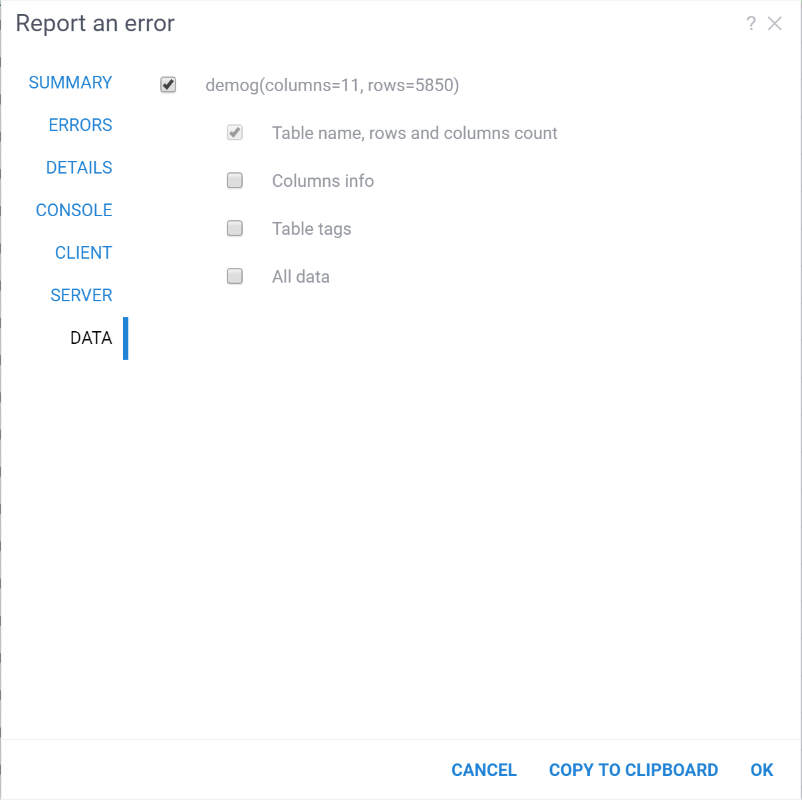 Report an error
?
SUMMARY
ERRORS
DETAILS
CONSOLE
CLIENT
SERVER
DATA
demog(columns=11, rows=5850)
Table name, rows and columns count
Columns info
Table tags
All data
CANCEL COPY TO CLIPBOARD OK